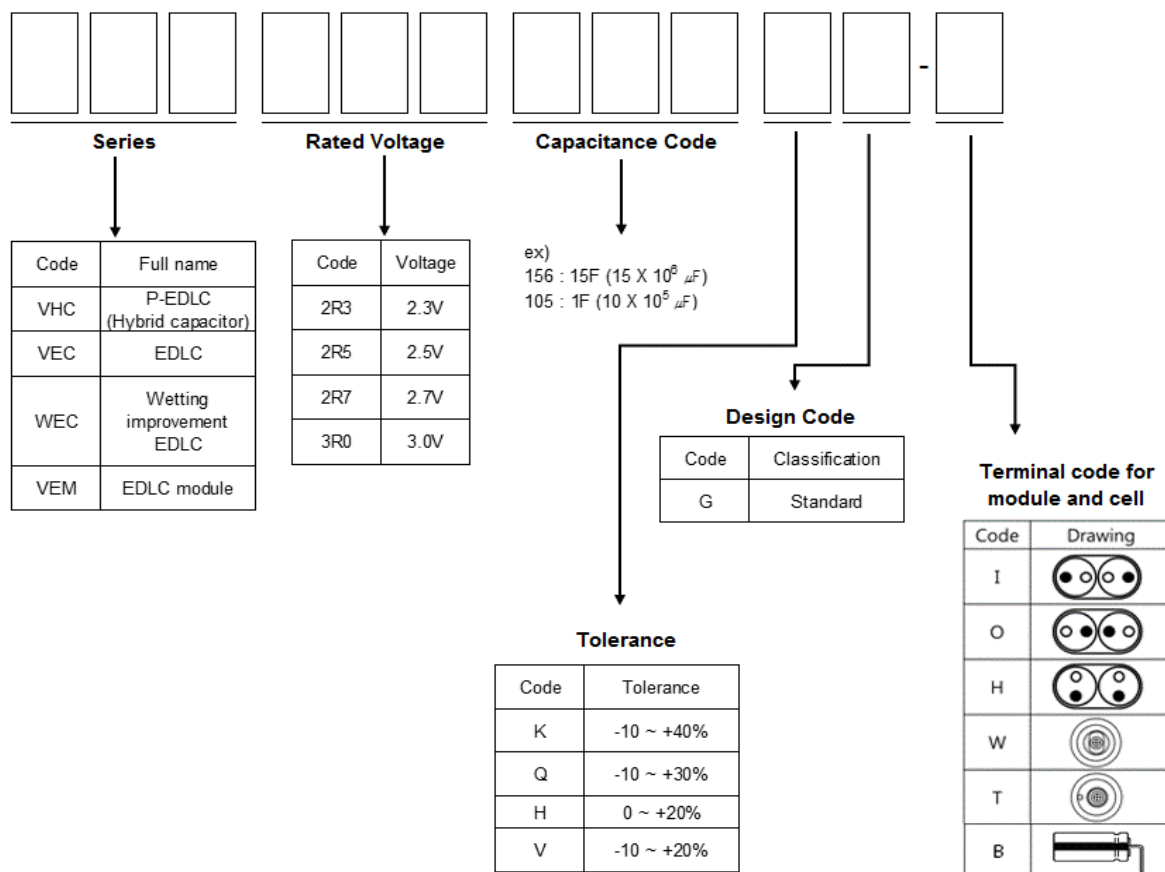 -
Series
Rated Voltage
Capacitance Code
Code Full name
VHC P-EDLC
(Hybrid capacitor)
VEC EDLC
WEC Wetting
improvement
EDLC
VEM EDLC module
Code Voltage
2R3 2.3V
2R5 2.5V
2R7 2.7V
3R0 3.0V
ex)
156 : 15F (15 X 10⁶ ㎌)
105 : 1F (10 X 10⁵ ㎌)
Design Code
Code Classification
G Standard
Terminal code for
module and cell
Code Drawing
I
O
H
W
T
B
Tolerance
Code Tolerance
K -10 ~ +40%
Q -10 ~ +30%
H 0 ~ +20%
V -10 ~ +20%